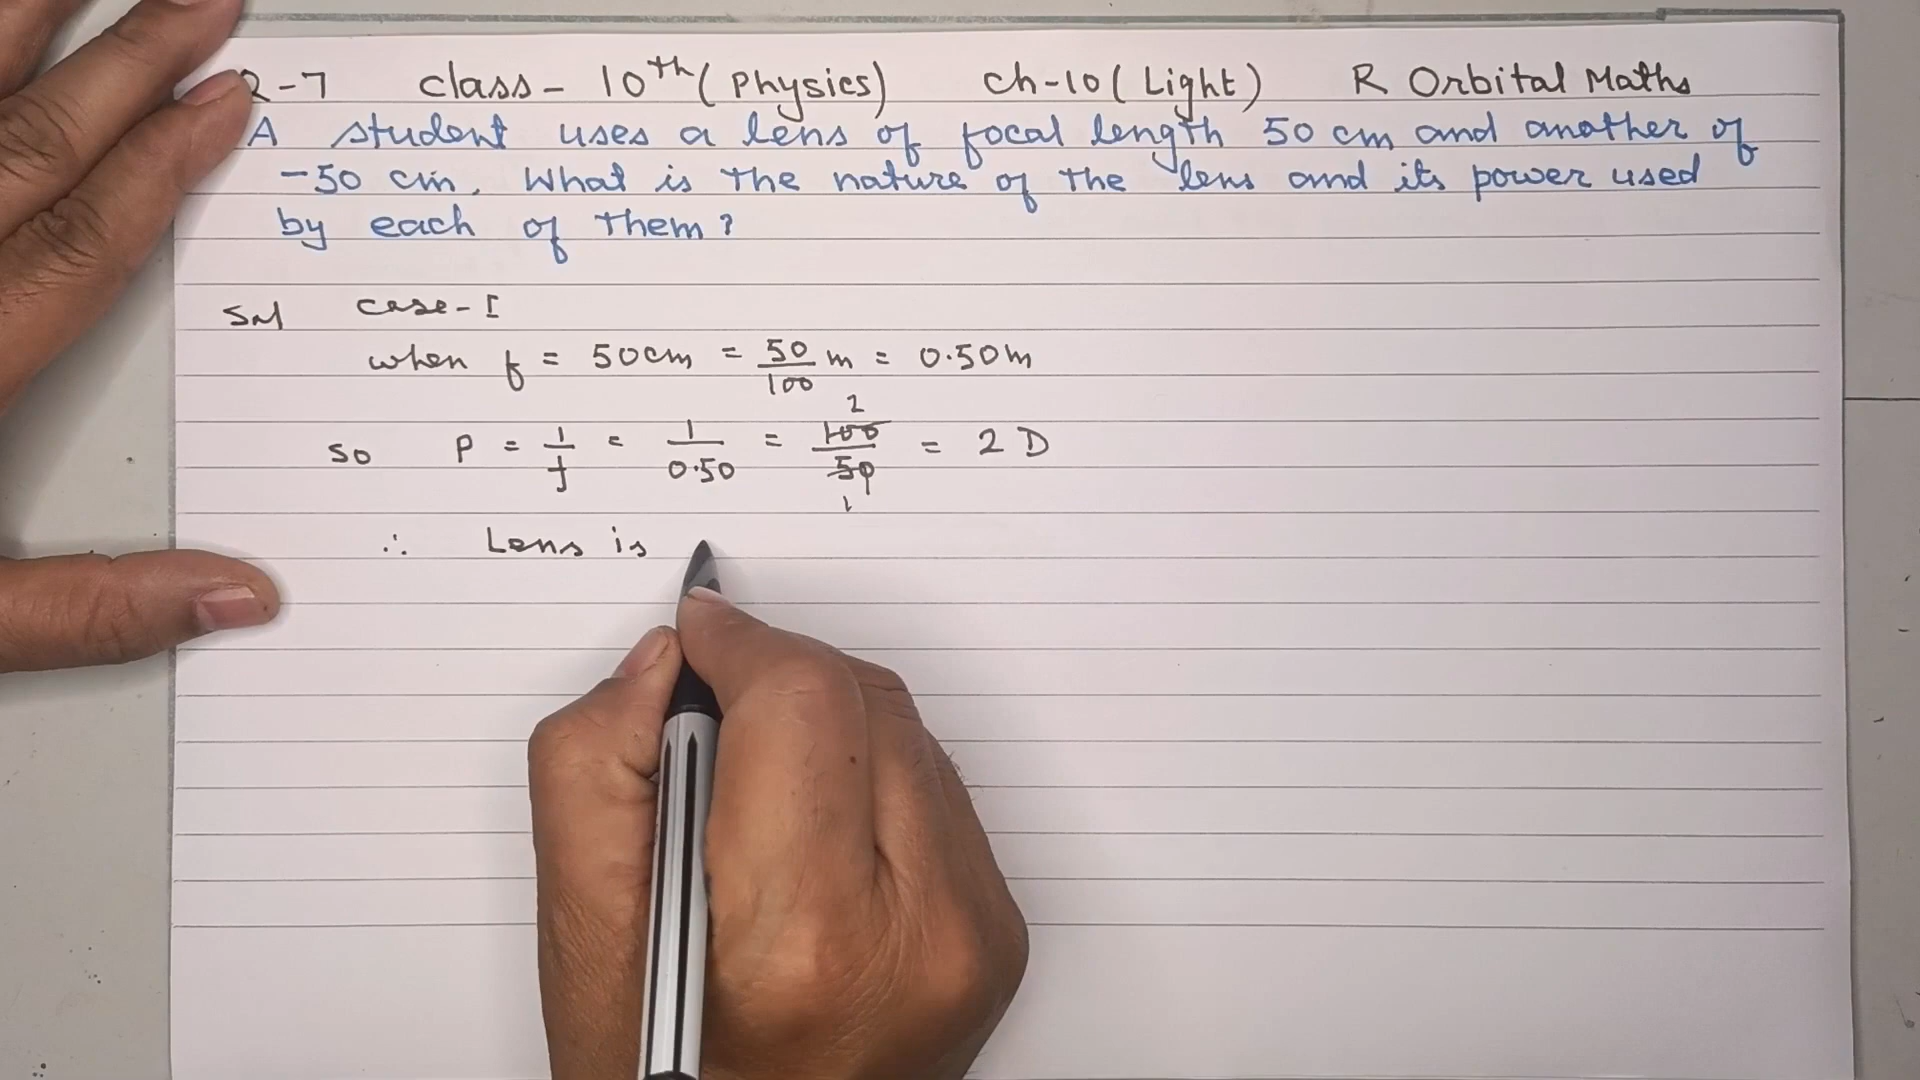 Q-7 class- 10th (Physics) ch-10 (Light) R Orbital Maths
A student uses a lens of focal length 50 cm and another of
-50 cm. What is the nature of the lens and its power used
by each of them?
Sol case-I
when f = 50cm = 50/100 m = 0.50m
so P = 1/f = 1/0.50 = 100/50 = 2 D
2
1
∴ Lens is